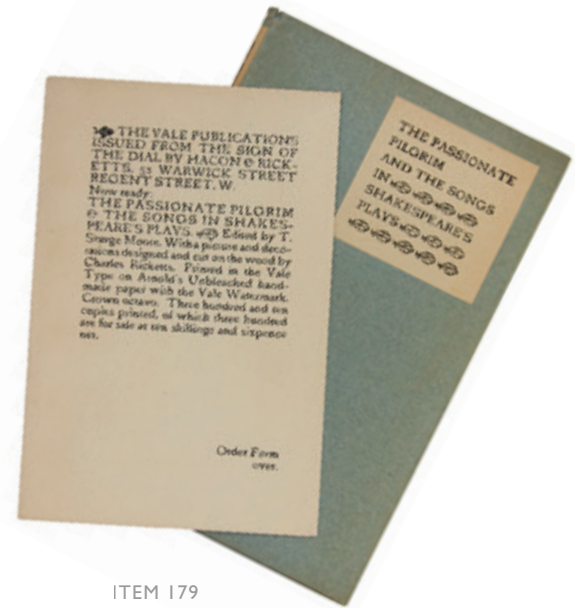 THE VALE PUBLICATIONS
ISSUED FROM THE SIGN OF
THE DIAL BY HACON & RICK-
ETTS, 52 WARWICK STREET
REGENT STREET, W.
Now ready:
THE PASSIONATE PILGRIM
& THE SONGS IN SHAKES-
PEARE'S PLAYS. Edited by T.
Sturge Moore. With a picture and deco-
rations designed and cut on the wood by
Charles Ricketts. Printed in the Vale
Type on Arnold's Unbleached hand-
made paper with the Vale Watermark.
Crown octavo. Three hundred and ten
copies printed, of which three hundred
are for sale at ten shillings and sixpence
net.
Order Form
over.
THE PASSIONATE
PILGRIM
AND THE SONGS
IN
SHAKESPEARE'S
PLAYS
ITEM 179